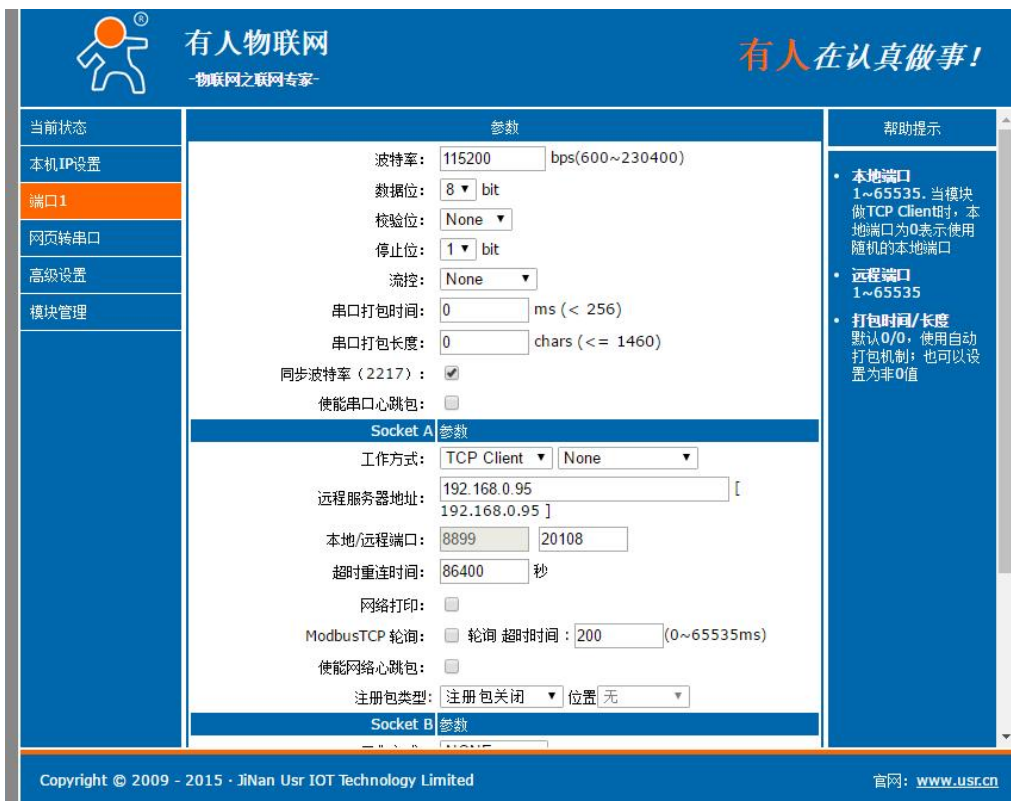 ®
有人物联网
-物联网之联网专家-
有人在认真做事!
当前状态
本机IP设置
端口1
网页转串口
高级设置
模块管理
参数
波特率: 115200 bps(600~230400)
数据位: 8 bit
校验位: None
停止位: 1 bit
流控: None
串口打包时间: 0 ms (< 256)
串口打包长度: 0 chars (<= 1460)
同步波特率（2217）:
使能串口心跳包:
Socket A 参数
工作方式: TCP Client None
远程服务器地址: 192.168.0.95 [
192.168.0.95 ]
本地/远程端口: 8899 20108
超时重连时间: 86400 秒
网络打印:
ModbusTCP 轮询: 轮询 超时时间：200 (0~65535ms)
使能网络心跳包:
注册包类型: 注册包关闭 位置 无
Socket B 参数
帮助提示
• 本地端口
1~65535. 当模块
做TCP Client时，本
地端口为0表示使用
随机的本地端口
• 远程端口
1~65535
• 打包时间/长度
默认0/0，使用自动
打包机制；也可以设
置为非0值
Copyright © 2009 - 2015 · JiNan Usr IOT Technology Limited
官网: www.usr.cn